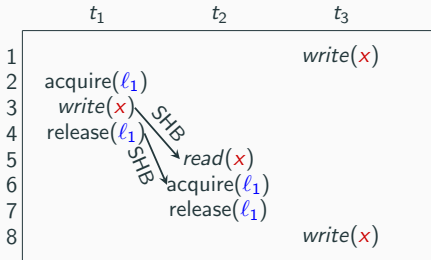 t₁ t₂ t₃
1 write(x)
2 acquire(ℓ₁)
3 write(x)
SHB
4 release(ℓ₁)
SHB
5 read(x)
6 acquire(ℓ₁)
7 release(ℓ₁)
8 write(x)